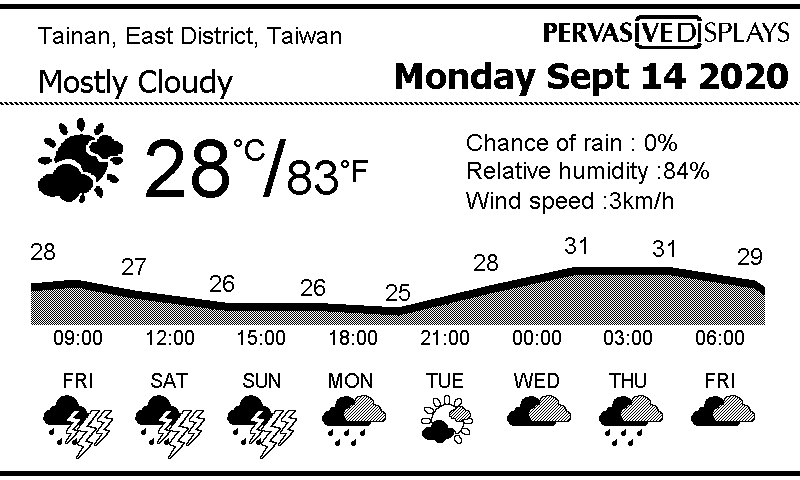 Tainan, East District, Taiwan
PERVASIVE DISPLAYS
Mostly Cloudy
Monday Sept 14 2020
28°C/83°F
Chance of rain : 0%
Relative humidity :84%
Wind speed :3km/h
28 27 26 26 25 28 31 31 29
09:00 12:00 15:00 18:00 21:00 00:00 03:00 06:00
FRI SAT SUN MON TUE WED THU FRI